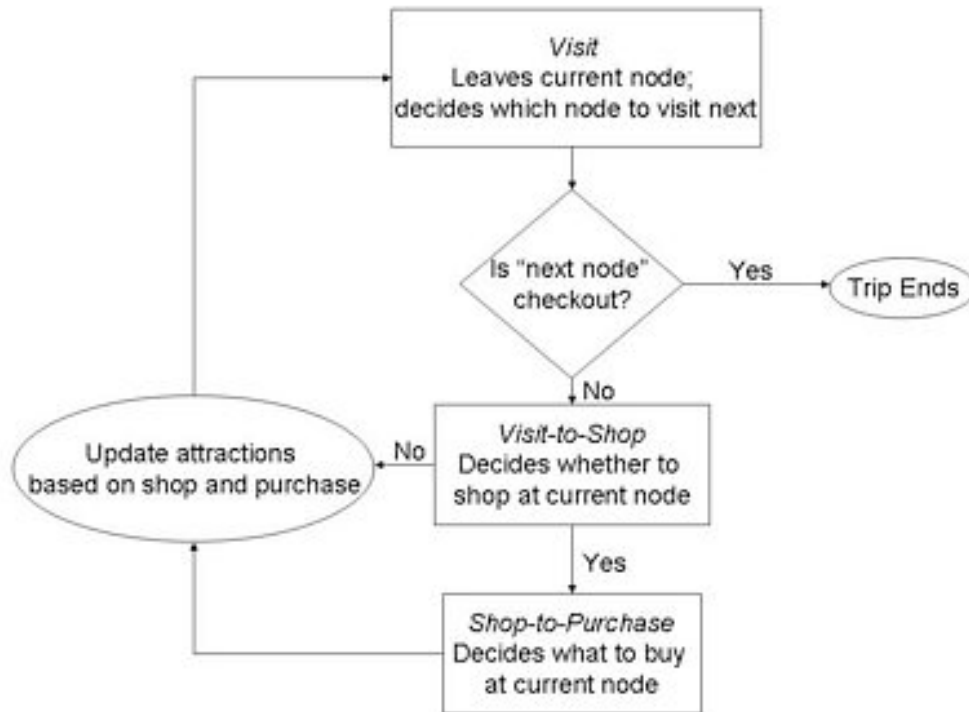 Visit
Leaves current node;
decides which node to visit next
Is "next node"
checkout?
Yes
Trip Ends
No
Visit-to-Shop
Decides whether to
shop at current node
No
Update attractions
based on shop and purchase
Yes
Shop-to-Purchase
Decides what to buy
at current node